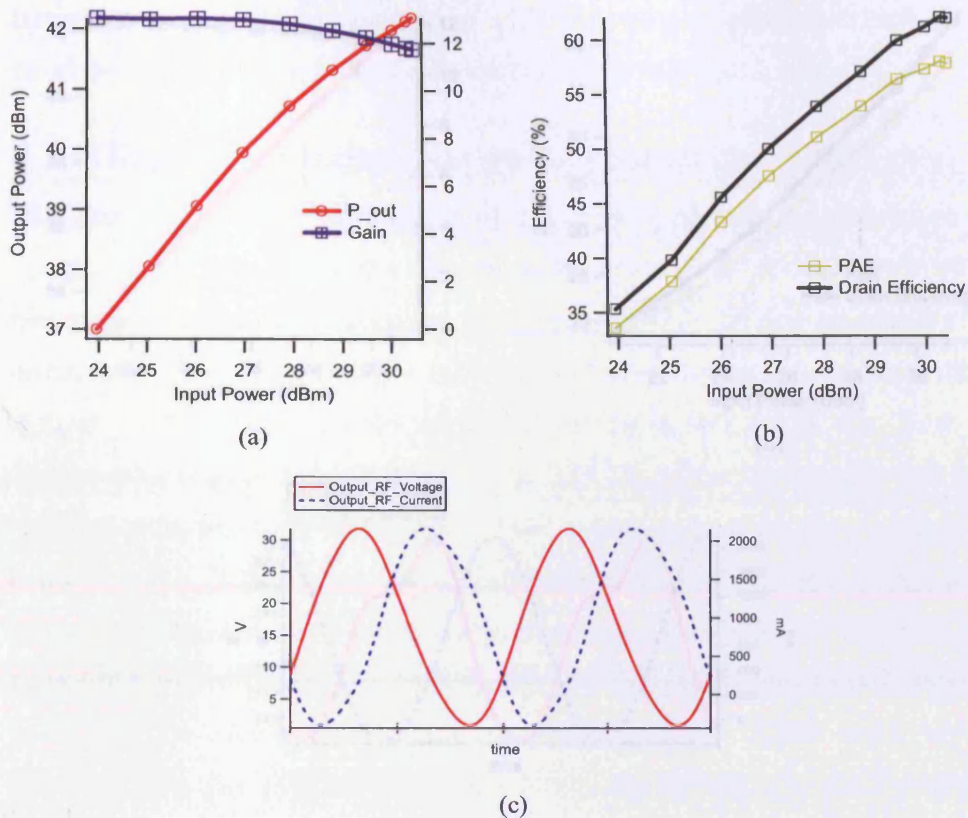 42
41
40
39
38
37
Output Power (dBm)
12
10
8
6
4
2
0
P_out
Gain
24 25 26 27 28 29 30
Input Power (dBm)
(a)
60
55
50
45
40
35
Efficiency (%)
PAE
Drain Efficiency
24 25 26 27 28 29 30
Input Power (dBm)
(b)
Output_RF_Voltage
Output_RF_Current
30
25
20
15
10
5
V
2000
1500
1000
500
0
mA
time
(c)